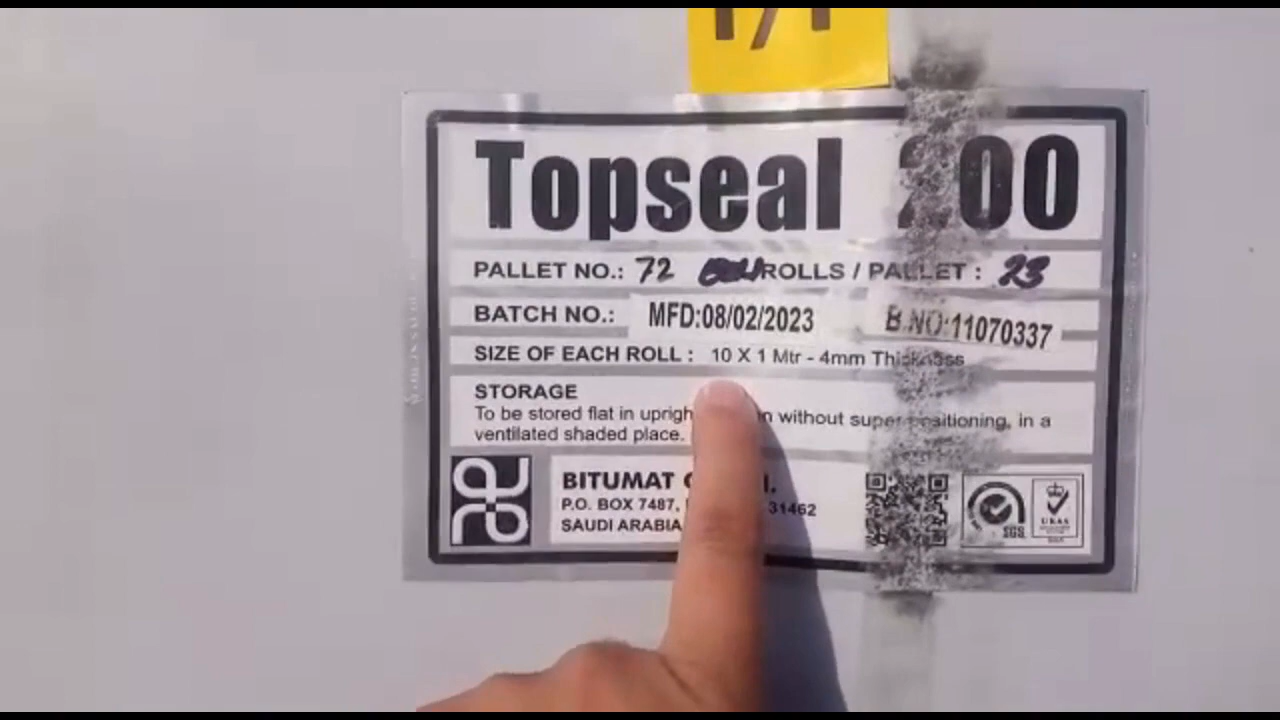 Topseal 200
PALLET NO.: 72 ROLLS / PALLET : 23
BATCH NO.: MFD:08/02/2023 B.NO:11070337
SIZE OF EACH ROLL : 10 X 1 Mtr - 4mm Thickness
STORAGE
To be stored flat in without super positioning, in a
ventilated shaded place.
BITUMAT
P.O. BOX 7487, 31462
SAUDI ARABIA
SGS
UKAS